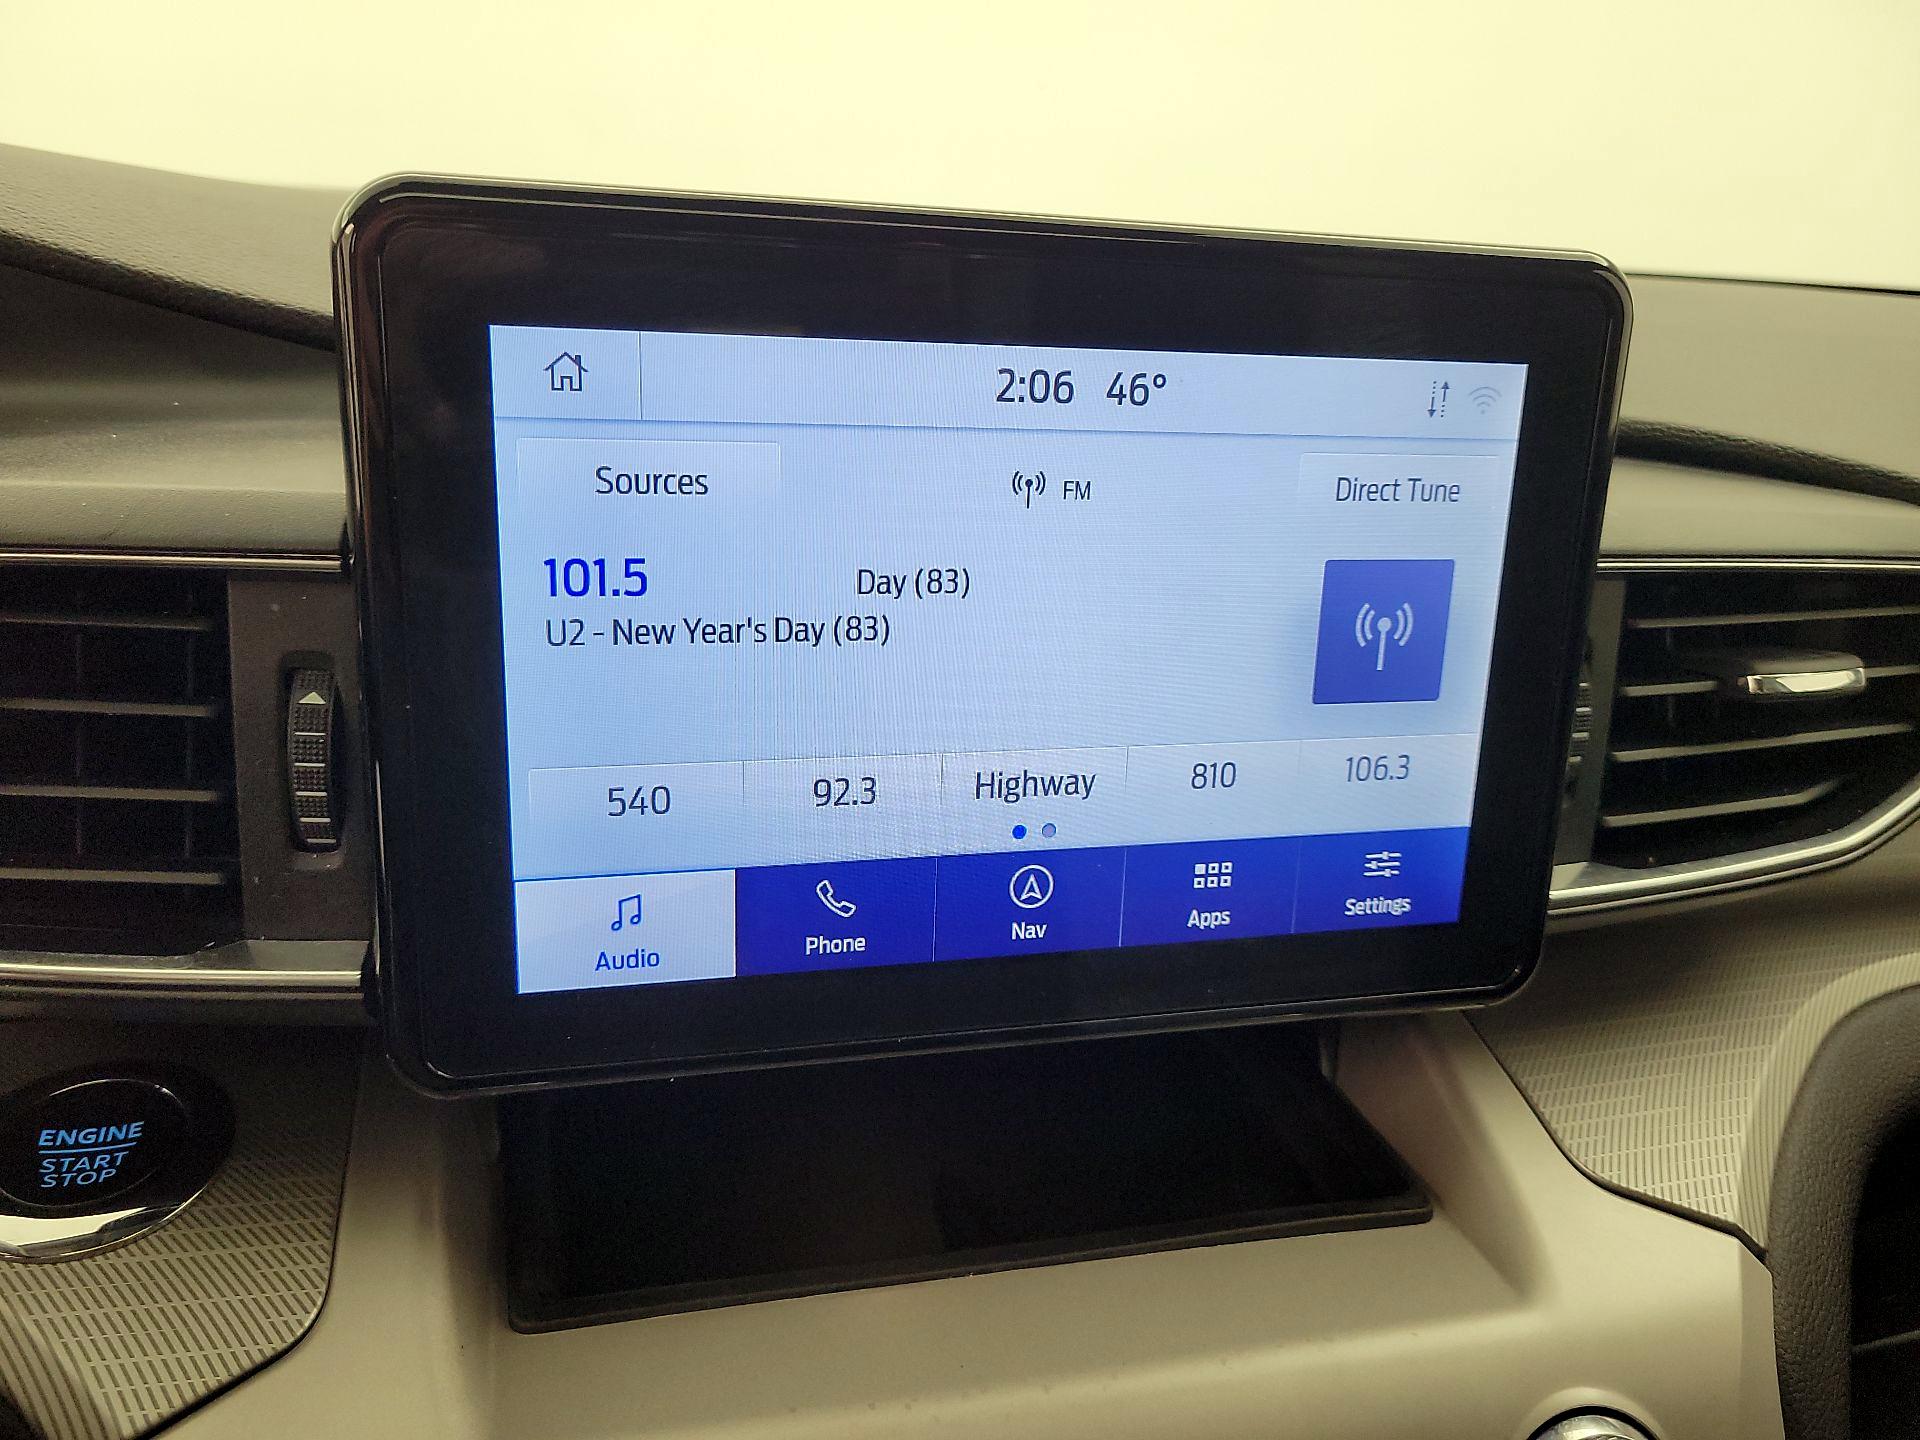 2:06 46°
Sources FM Direct Tune
101.5 Day (83)
U2 - New Year's Day (83)
540 92.3 Highway 810 106.3
Audio Phone Nav Apps Settings
ENGINE
START
STOP